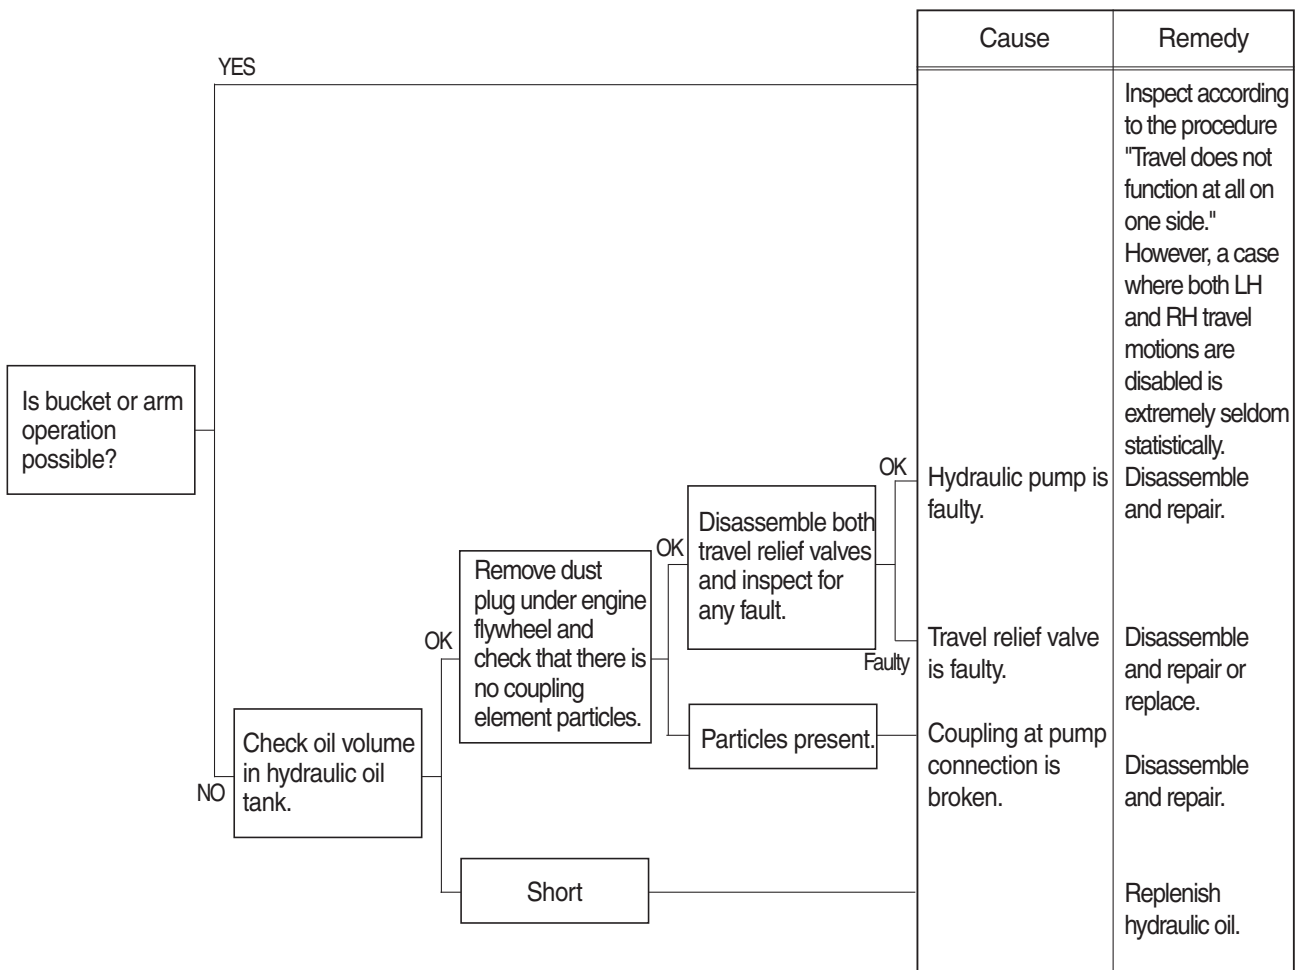 Cause
Remedy
YES
Inspect according
to the procedure
"Travel does not
function at all on
one side."
However, a case
where both LH
and RH travel
motions are
disabled is
extremely seldom
statistically.
Is bucket or arm
operation
possible?
OK
Hydraulic pump is
faulty.
Disassemble
and repair.
Disassemble both
travel relief valves
and inspect for
any fault.
OK
Remove dust
plug under engine
flywheel and
check that there is
no coupling
element particles.
OK
Faulty
Travel relief valve
is faulty.
Disassemble
and repair or
replace.
Particles present.
Coupling at pump
connection is
broken.
Disassemble
and repair.
Check oil volume
in hydraulic oil
tank.
NO
Short
Replenish
hydraulic oil.